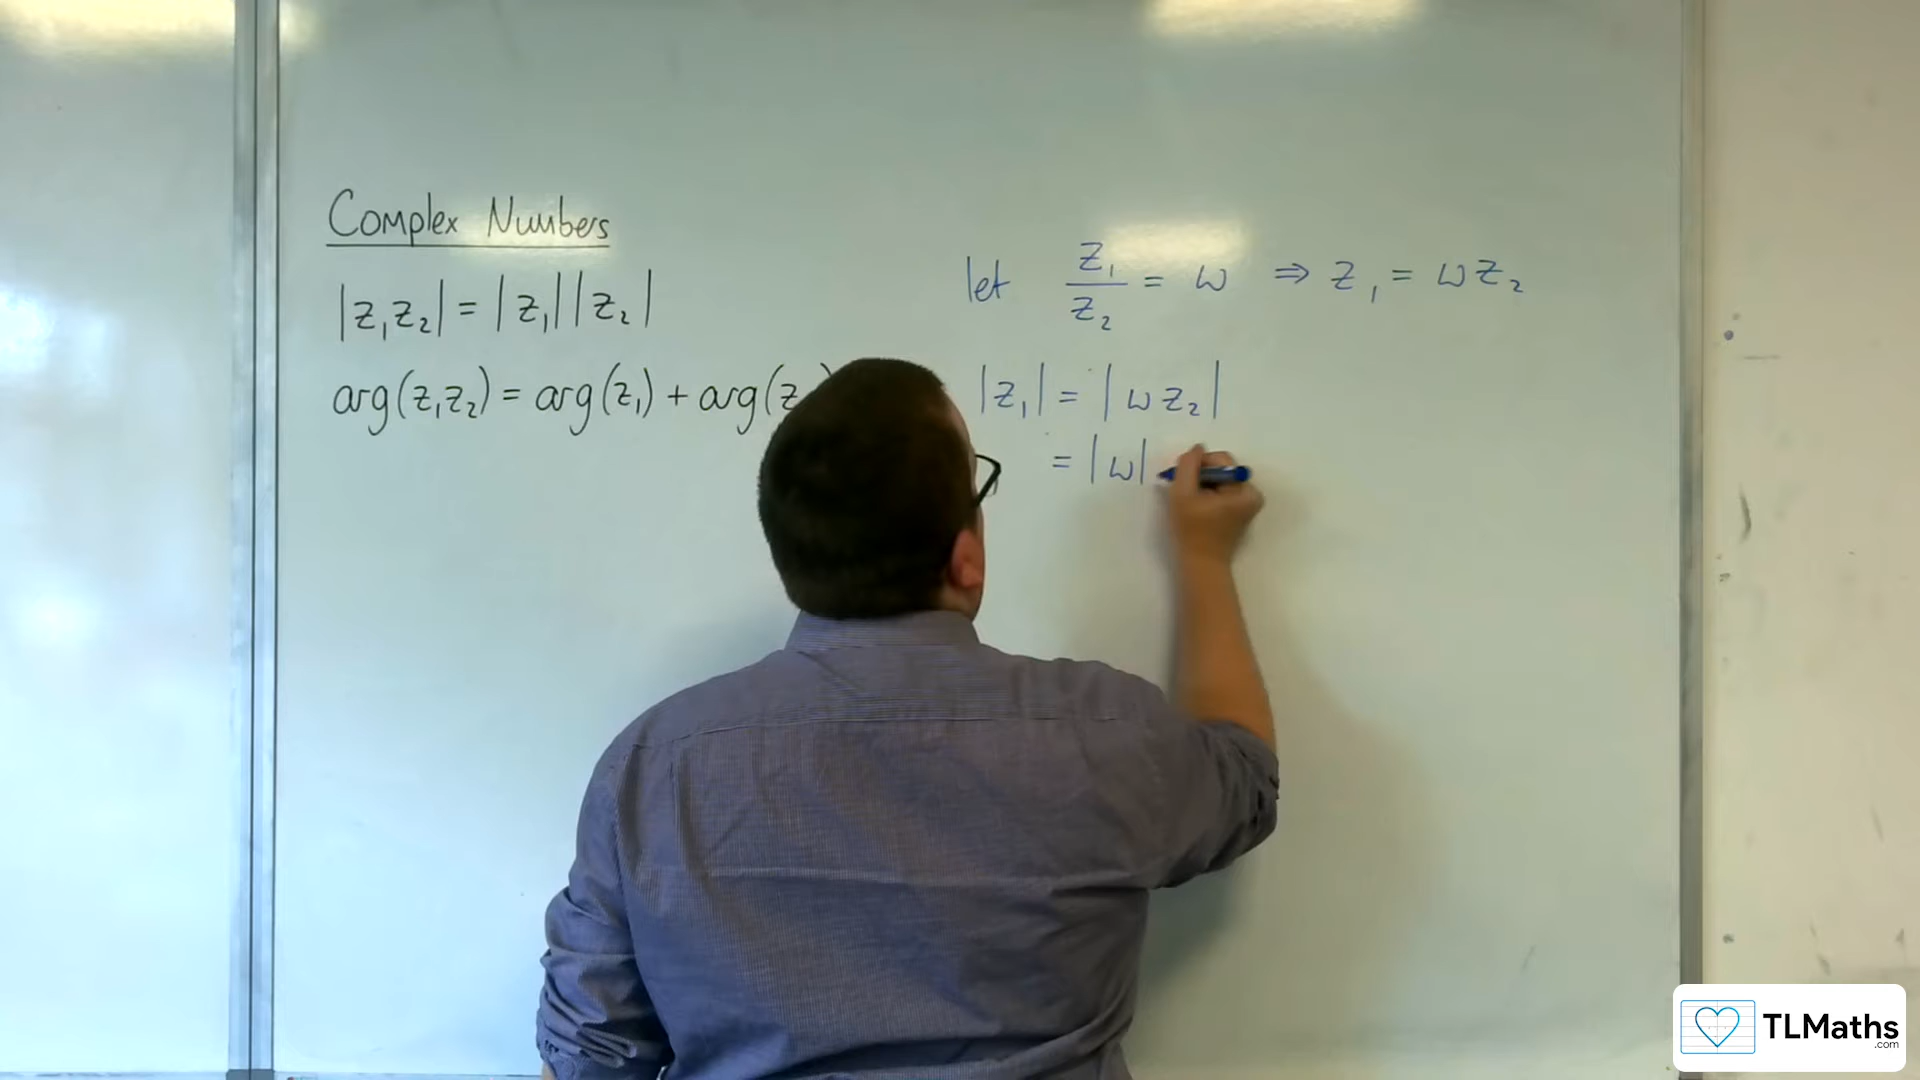 Complex Numbers
|z₁z₂| = |z₁||z₂|
arg(z₁z₂) = arg(z₁) + arg(z
let z₁/z₂ = ω ⇒ z₁ = ωz₂
|z₁| = |ωz₂|
= |ω|
TLMaths
.com